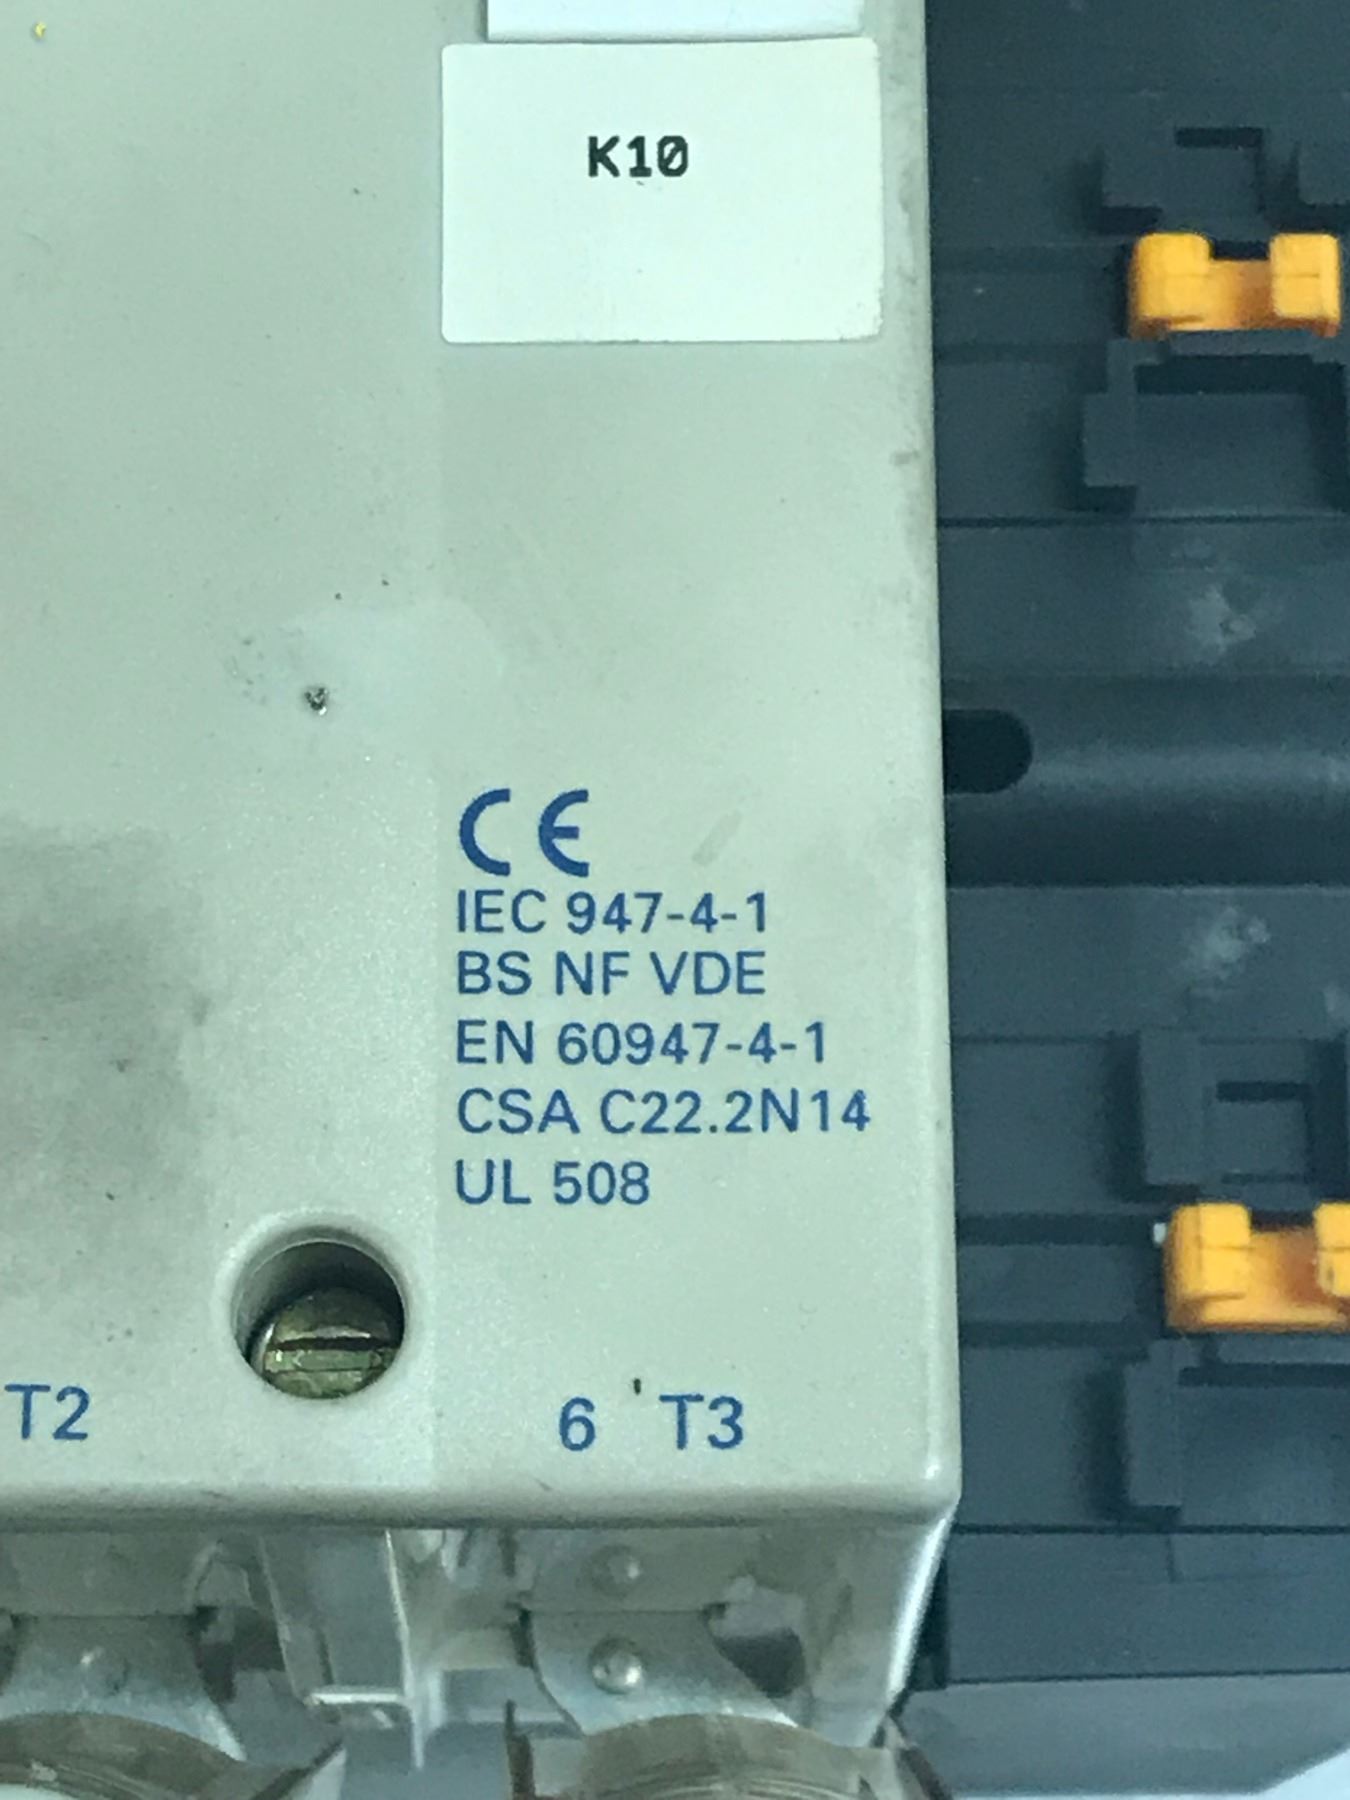 K10
CE
IEC 947-4-1
BS NF VDE
EN 60947-4-1
CSA C22.2N14
UL 508
T2
6 T3